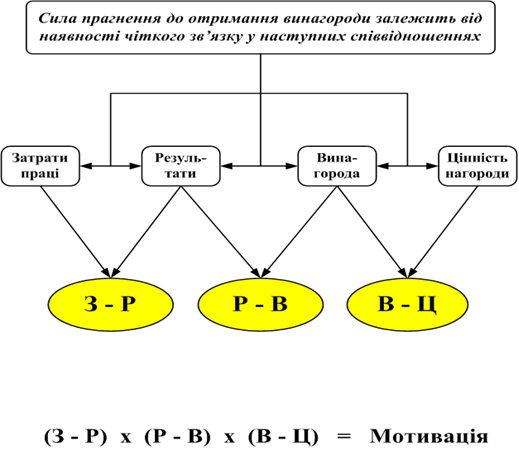 Сила прагнення до отримання винагороди залежить від
наявності чіткого зв’язку у наступних співвідношеннях
Затрати
праці
Резуль-
тати
Вина-
города
Цінність
нагороди
З - Р
Р - В
В - Ц
(З - Р) х (Р - В) х (В - Ц) = Мотивація